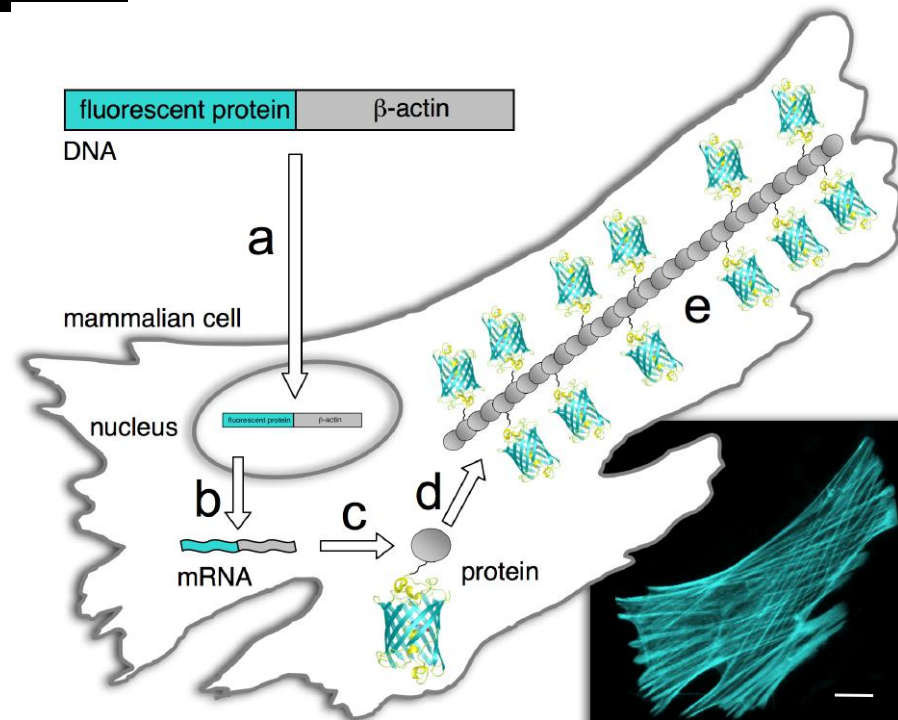 fluorescent protein
β-actin
DNA
a
mammalian cell
nucleus
fluorescent protein
β-actin
b
mRNA
c
protein
d
e